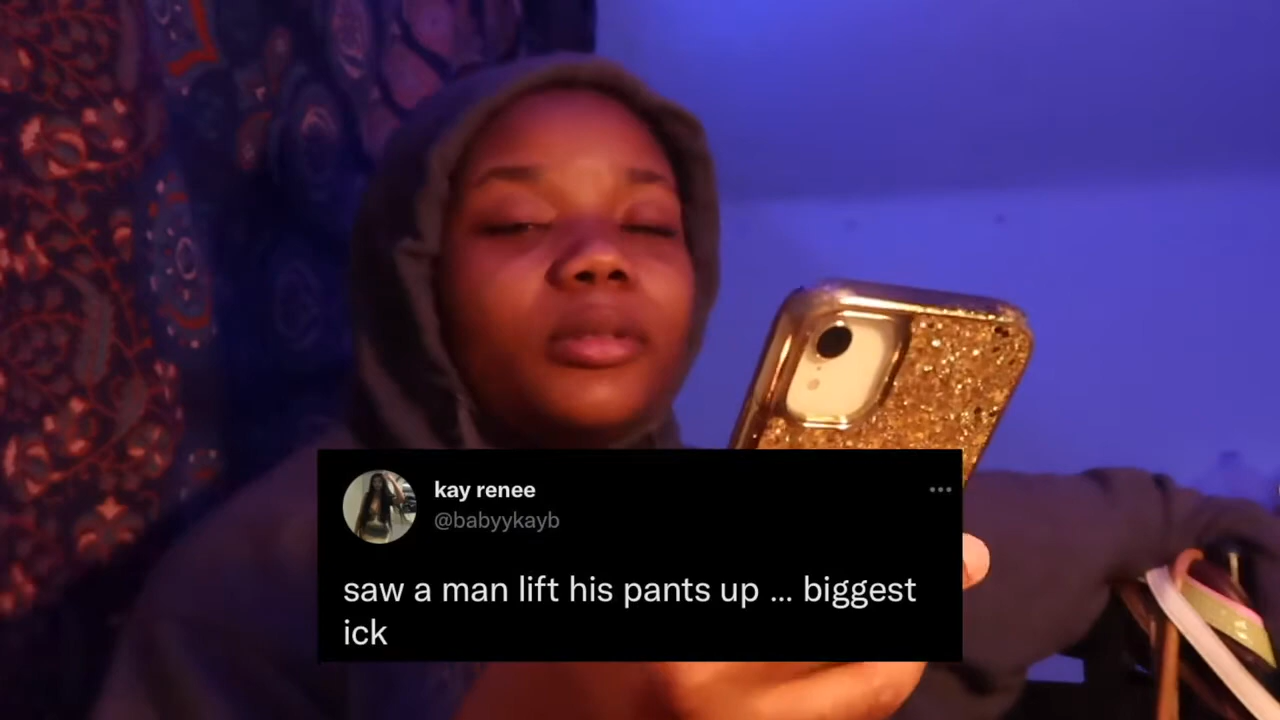 kay renee
@babyykayb
saw a man lift his pants up ... biggest
ick